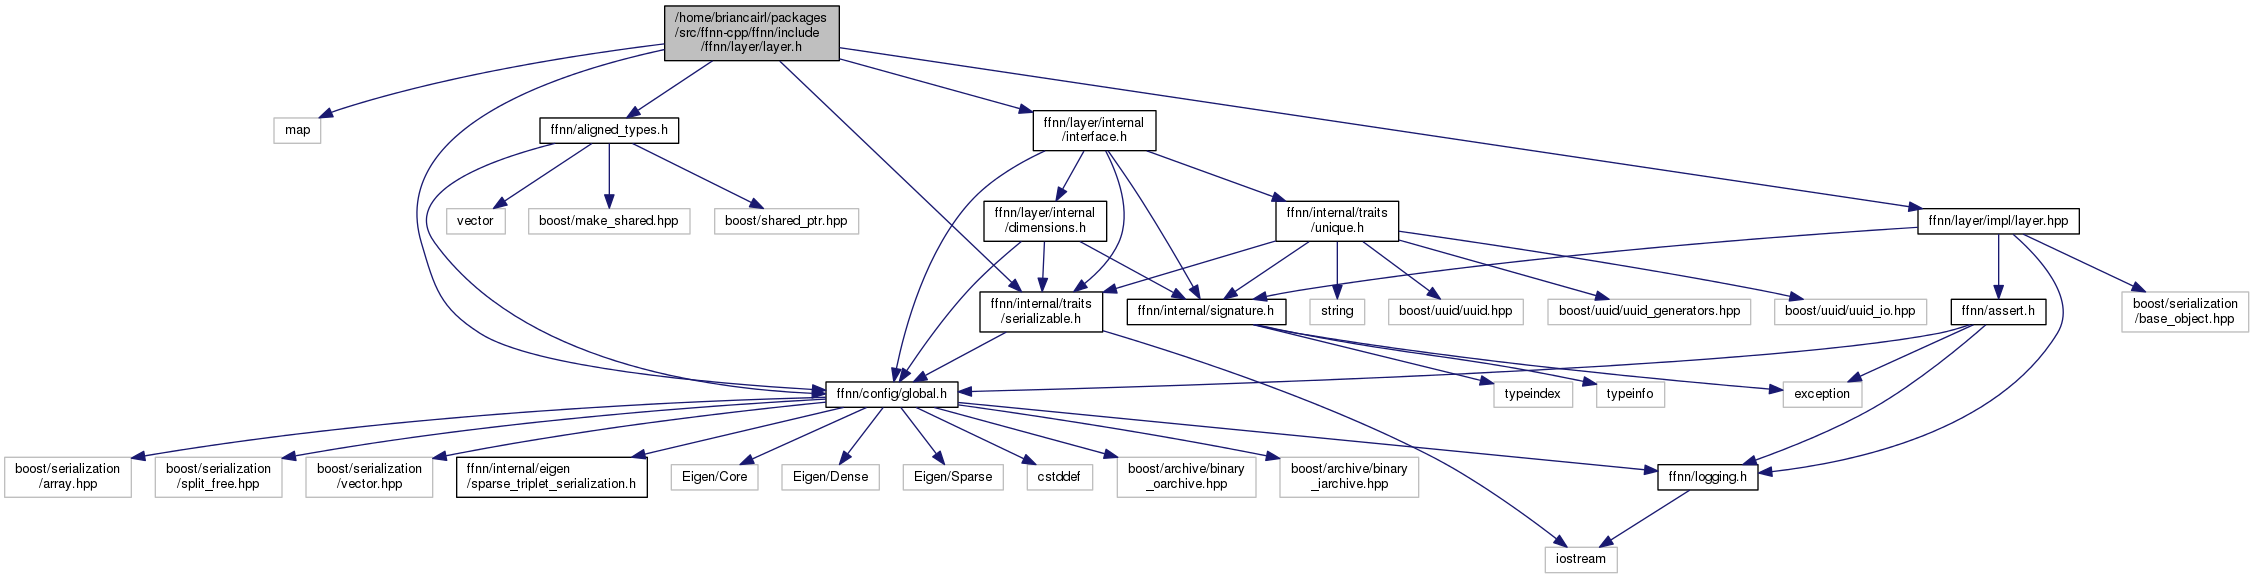 /home/briancairl/packages
/src/ffnn-cpp/ffnn/include
/ffnn/layer/layer.h
map
ffnn/aligned_types.h
ffnn/layer/internal
/interface.h
vector
boost/make_shared.hpp
boost/shared_ptr.hpp
ffnn/layer/internal
/dimensions.h
ffnn/internal/traits
/unique.h
ffnn/layer/impl/layer.hpp
ffnn/internal/traits
/serializable.h
ffnn/internal/signature.h
string
boost/uuid/uuid.hpp
boost/uuid/uuid_generators.hpp
boost/uuid/uuid_io.hpp
ffnn/assert.h
boost/serialization
/base_object.hpp
ffnn/config/global.h
typeindex
typeinfo
exception
boost/serialization
/array.hpp
boost/serialization
/split_free.hpp
boost/serialization
/vector.hpp
ffnn/internal/eigen
/sparse_triplet_serialization.h
Eigen/Core
Eigen/Dense
Eigen/Sparse
cstddef
boost/archive/binary
_oarchive.hpp
boost/archive/binary
_iarchive.hpp
ffnn/logging.h
iostream